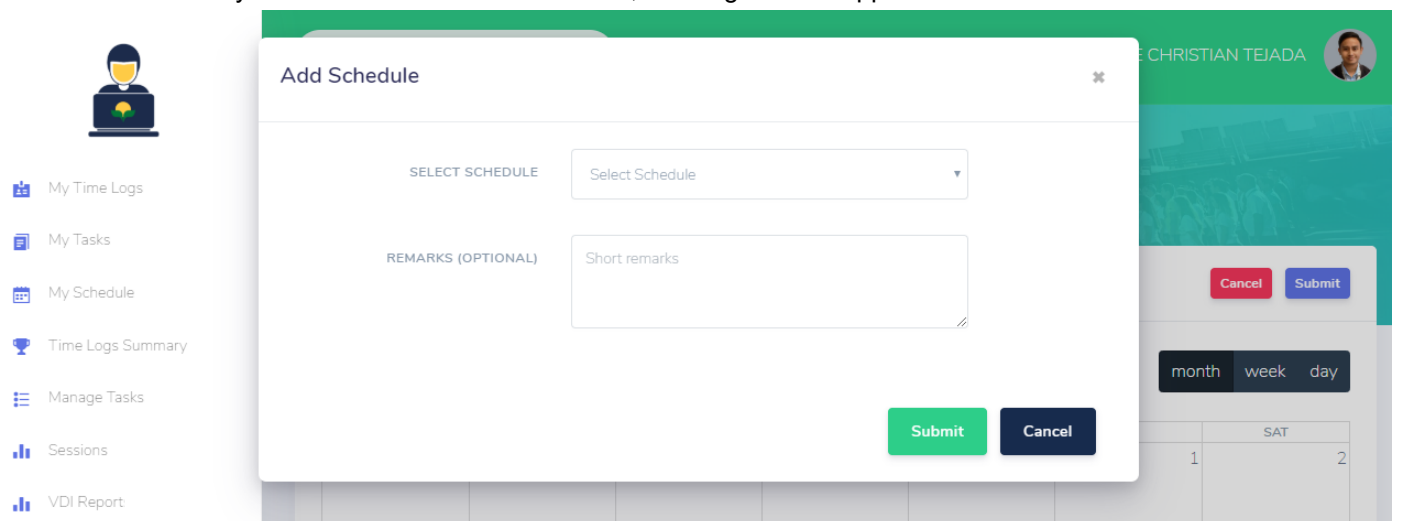 Add Schedule
CHRISTIAN TEJADA
SELECT SCHEDULE
Select Schedule
My Time Logs
My Tasks
REMARKS (OPTIONAL)
Short remarks
My Schedule
Cancel
Submit
Time Logs Summary
month week day
Manage Tasks
Submit
Cancel
SAT
Sessions
1
2
VDI Report